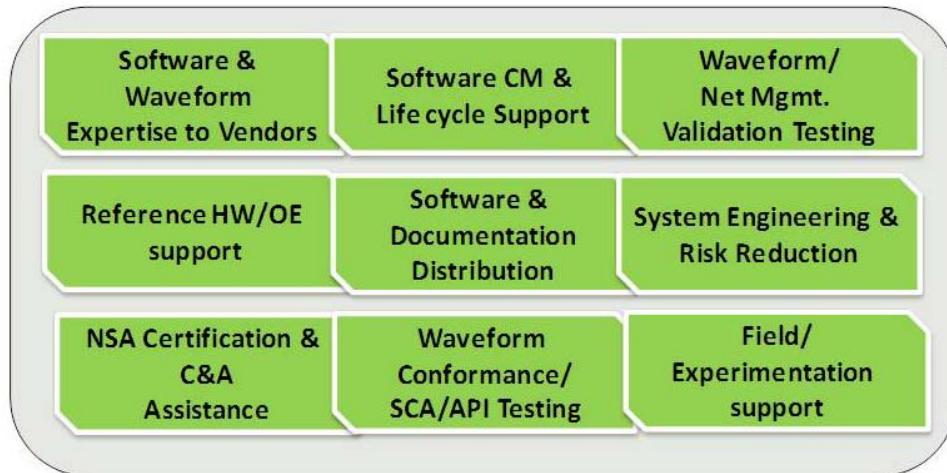 Software &
Waveform
Expertise to Vendors
Software CM &
Life cycle Support
Waveform/
Net Mgmt.
Validation Testing
Reference HW/OE
support
Software &
Documentation
Distribution
System Engineering &
Risk Reduction
NSA Certification &
C&A
Assistance
Waveform
Conformance/
SCA/API Testing
Field/
Experimentation
support